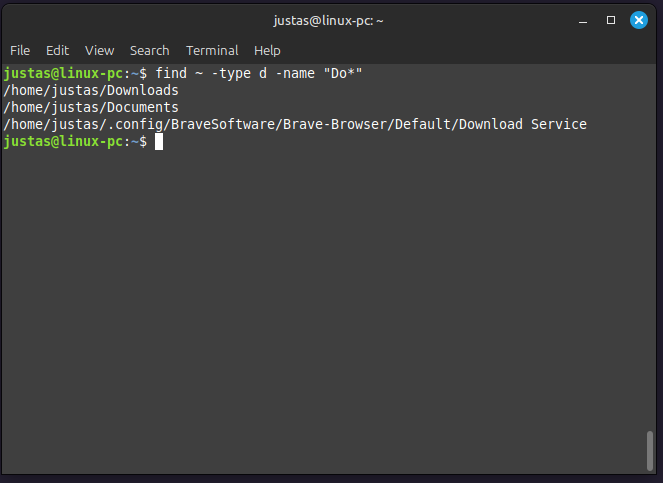 justas@linux-pc: ~
File Edit View Search Terminal Help
justas@linux-pc:~$ find ~ -type d -name "Do*"
/home/justas/Downloads
/home/justas/Documents
/home/justas/.config/BraveSoftware/Brave-Browser/Default/Download Service
justas@linux-pc:~$